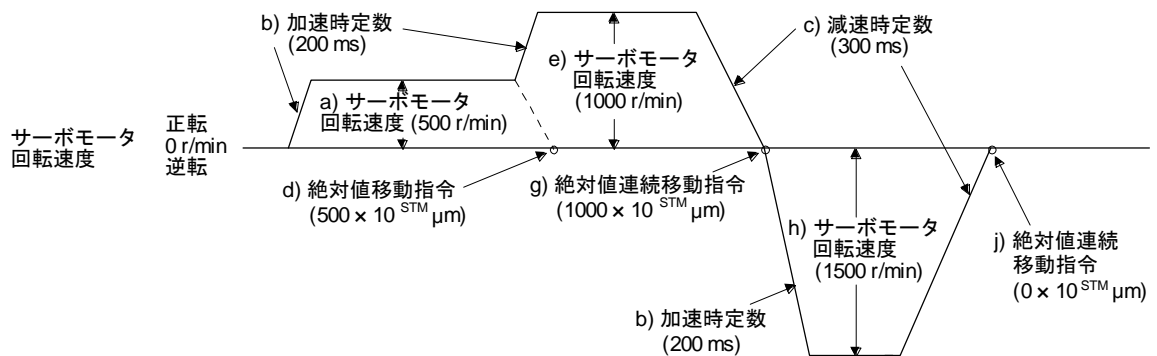 b) 加速時定数
(200 ms)
c) 減速時定数
(300 ms)
e) サーボモータ
回転速度
(1000 r/min)
a) サーボモータ
回転速度 (500 r/min)
サーボモータ
回転速度
正転
0 r/min
逆転
d) 絶対値移動指令
(500 × 10 STM μm)
g) 絶対値連続移動指令
(1000 × 10 STM μm)
h) サーボモータ
回転速度
(1500 r/min)
j) 絶対値連続
移動指令
(0 × 10 STM μm)
b) 加速時定数
(200 ms)